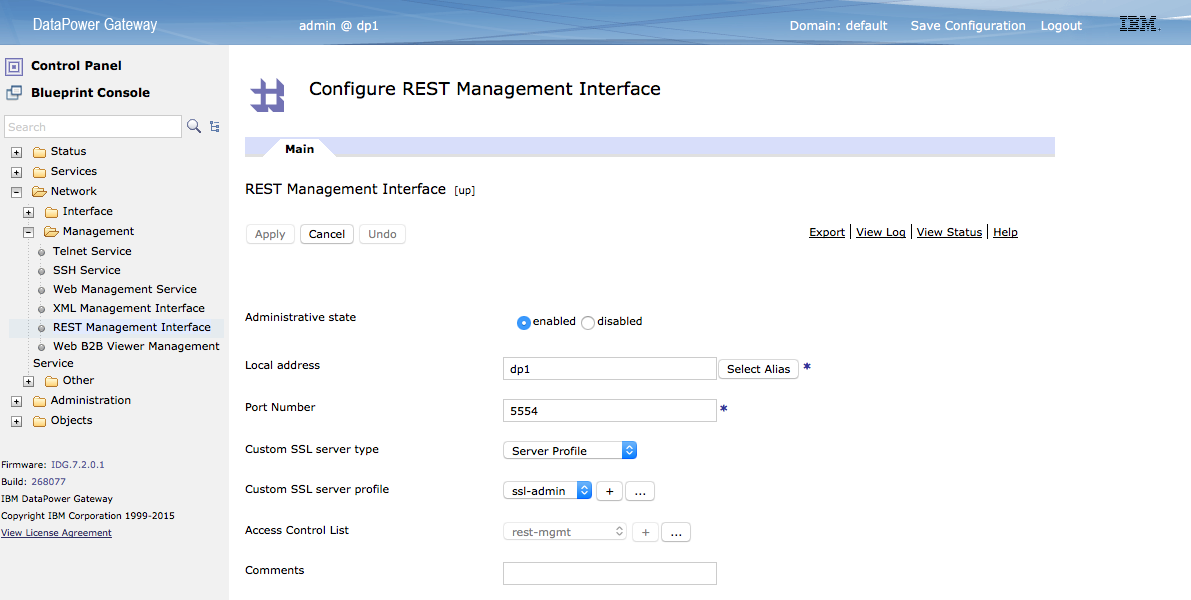 DataPower Gateway
admin @ dp1
Domain: default
Save Configuration
Logout
IBM.
Control Panel
Blueprint Console
Search
Status
Services
Network
Interface
Management
Telnet Service
SSH Service
Web Management Service
XML Management Interface
REST Management Interface
Web B2B Viewer Management
Service
Other
Administration
Objects
Firmware: IDG.7.2.0.1
Build: 268077
IBM DataPower Gateway
Copyright IBM Corporation 1999-2015
View License Agreement
Configure REST Management Interface
Main
REST Management Interface [up]
Apply
Cancel
Undo
Export
View Log
View Status
Help
Administrative state
enabled
disabled
Local address
dp1
Select Alias
*
Port Number
5554
*
Custom SSL server type
Server Profile
Custom SSL server profile
ssl-admin
+
...
Access Control List
rest-mgmt
+
...
Comments